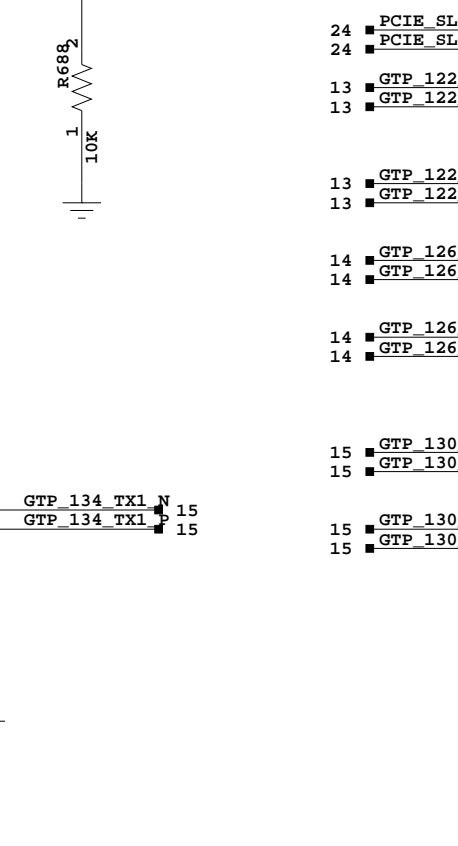 24 PCIE_SL
24 PCIE_SL
R688
2
1
10K
13 GTP_122
13 GTP_122
13 GTP_122
13 GTP_122
14 GTP_126
14 GTP_126
14 GTP_126
14 GTP_126
15 GTP_130
15 GTP_130
GTP_134_TX1_N 15
GTP_134_TX1_P 15
15 GTP_130
15 GTP_130